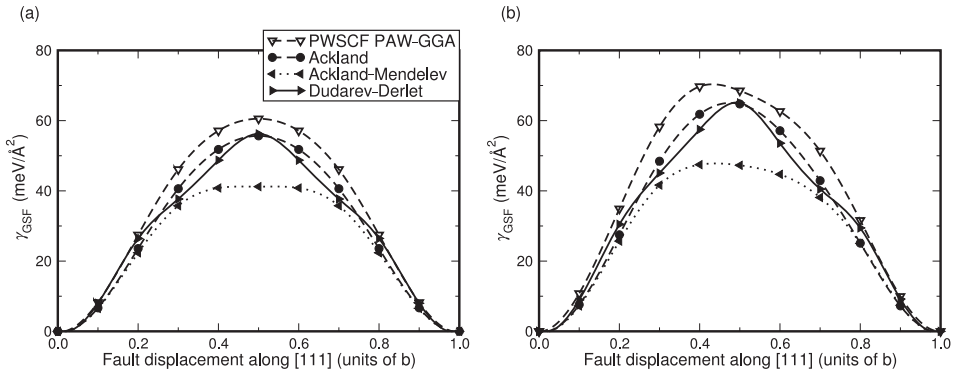 (a)
γGSF (meV/Å²)
80
60
40
20
0
0.0 0.2 0.4 0.6 0.8 1.0
Fault displacement along [111] (units of b)
PWSCF PAW–GGA
Ackland
Ackland–Mendelev
Dudarev–Derlet
(b)
γGSF (meV/Å²)
80
60
40
20
0
0.0 0.2 0.4 0.6 0.8 1.0
Fault displacement along [111] (units of b)